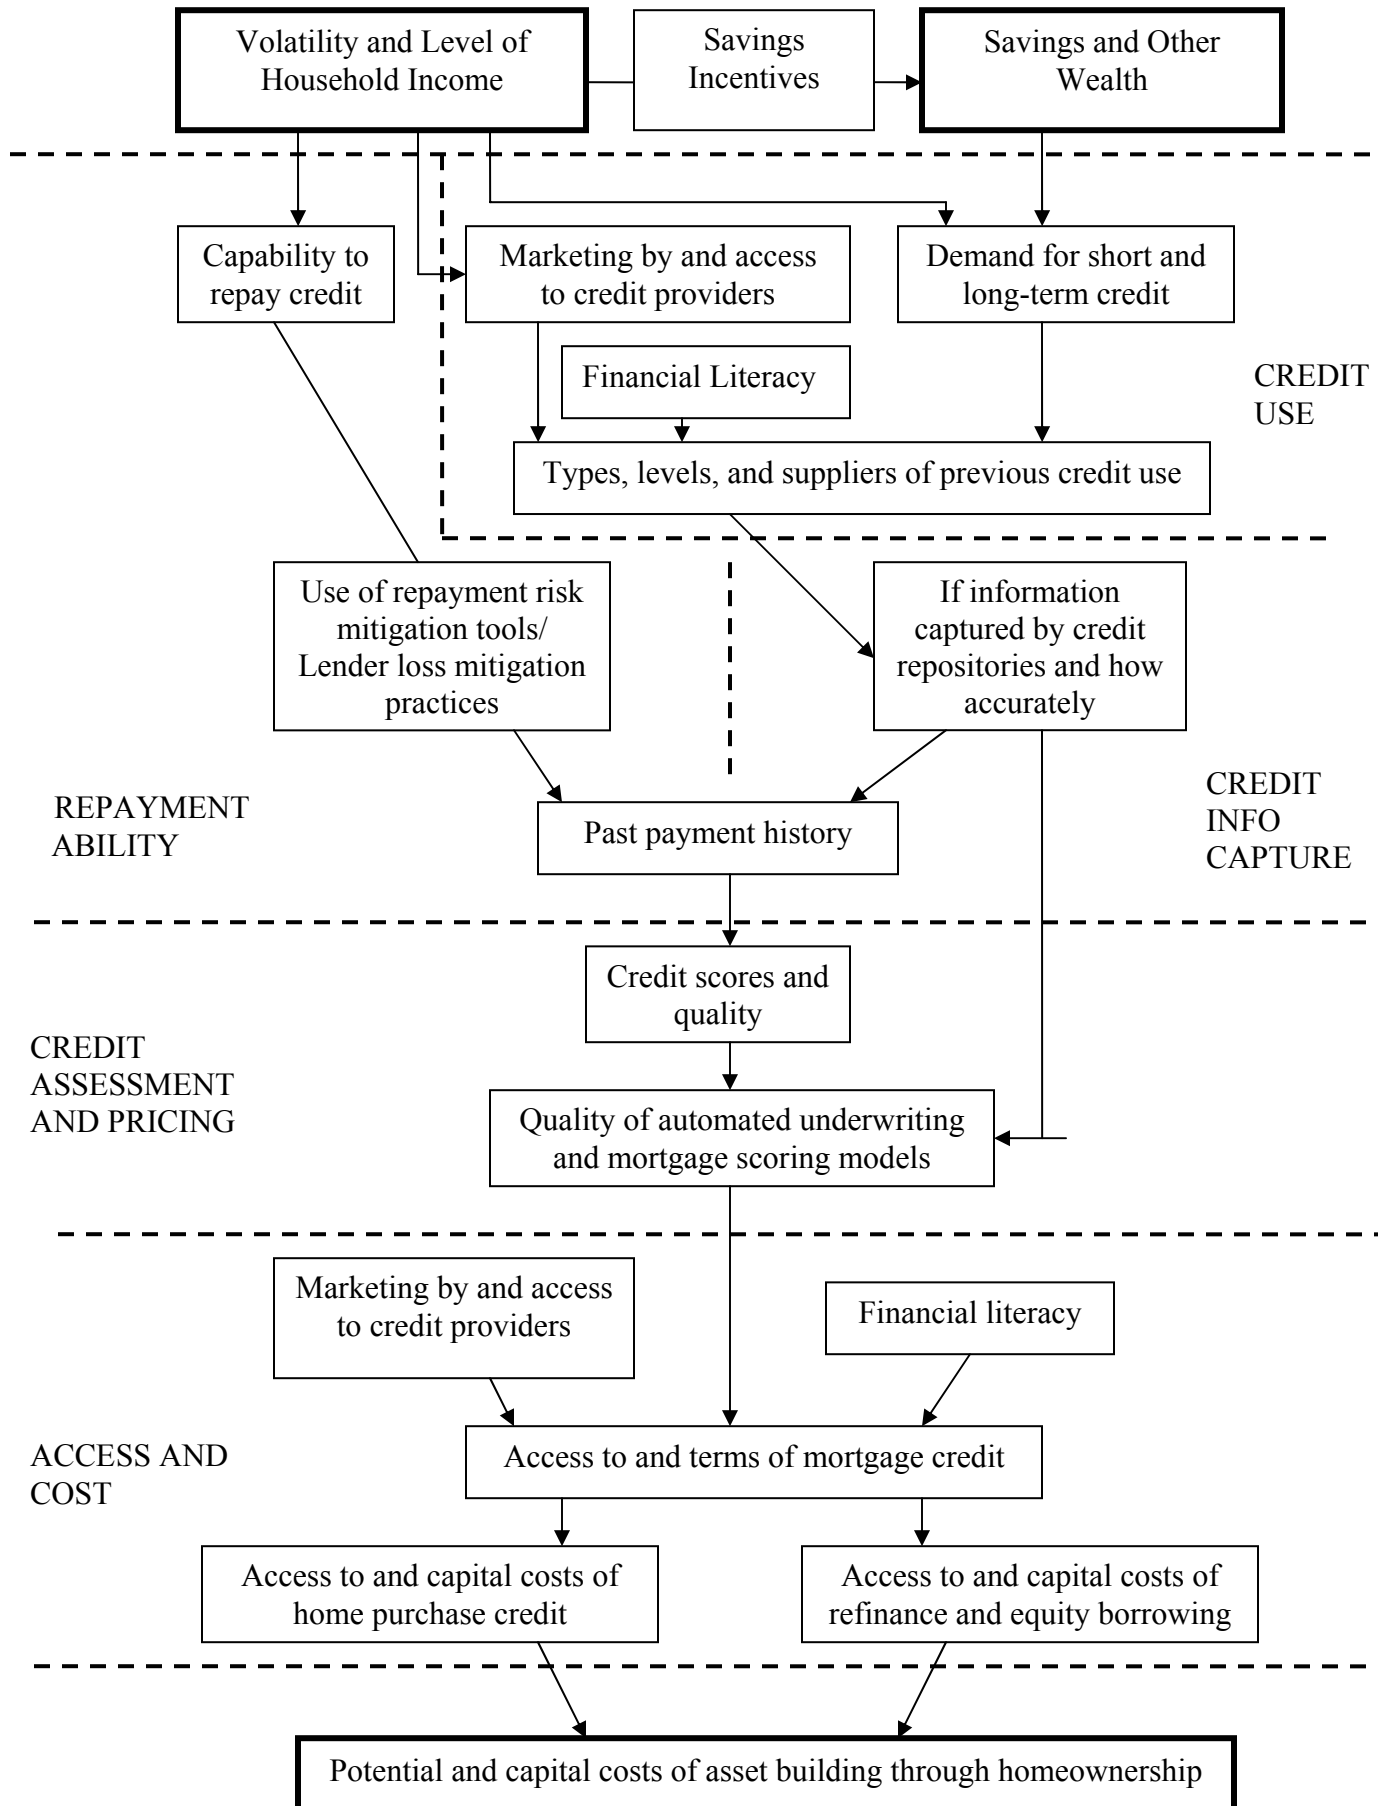 Volatility and Level of
Household Income
Savings
Incentives
Savings and Other
Wealth
Capability to
repay credit
Marketing by and access
to credit providers
Demand for short and
long-term credit
Financial Literacy
CREDIT
USE
Types, levels, and suppliers of previous credit use
Use of repayment risk
mitigation tools/
Lender loss mitigation
practices
If information
captured by credit
repositories and how
accurately
REPAYMENT
ABILITY
Past payment history
CREDIT
INFO
CAPTURE
Credit scores and
quality
CREDIT
ASSESSMENT
AND PRICING
Quality of automated underwriting
and mortgage scoring models
Marketing by and access
to credit providers
Financial literacy
ACCESS AND
COST
Access to and terms of mortgage credit
Access to and capital costs of
home purchase credit
Access to and capital costs of
refinance and equity borrowing
Potential and capital costs of asset building through homeownership